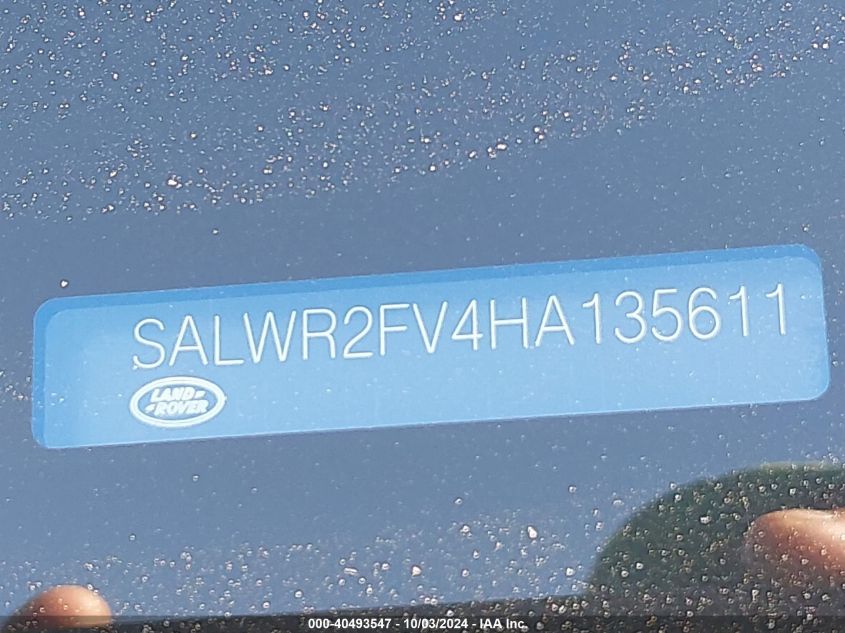 SALWR2FV4HA135611
LAND
ROVER
000-40493547 - 10/03/2024 - IAA Inc.